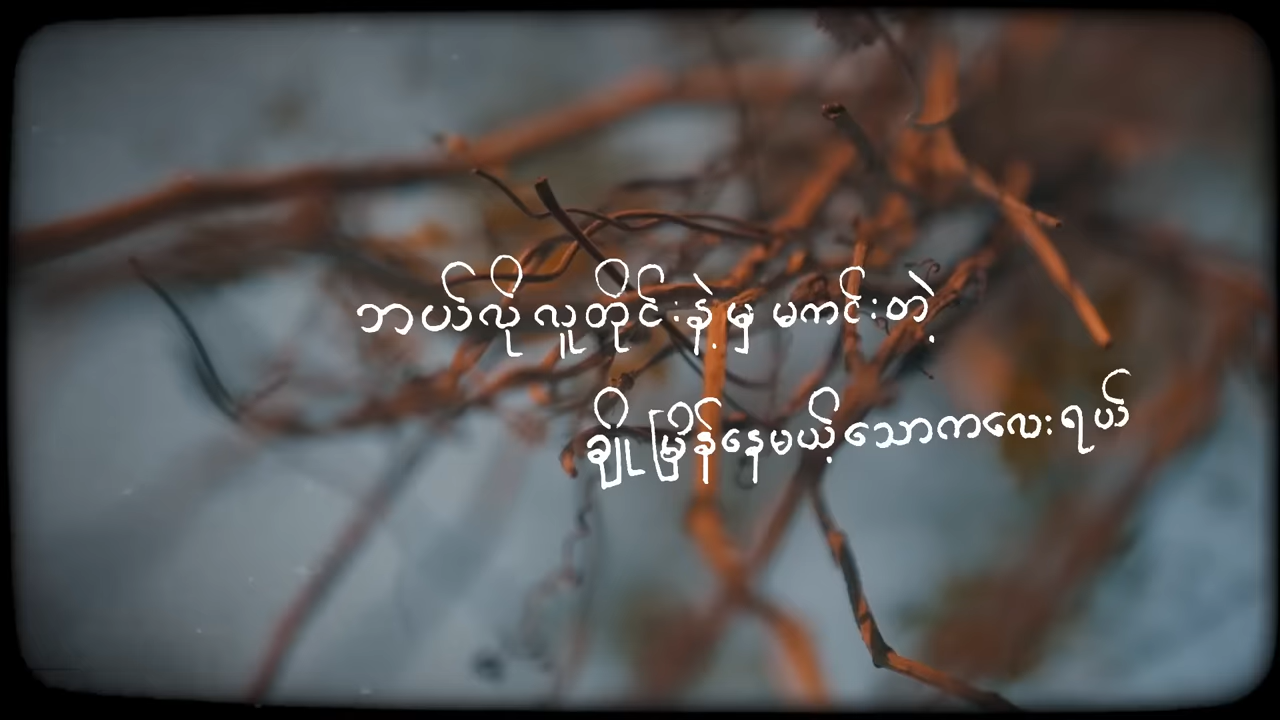 ဘယ်လို လူတိုင်းနဲ့ မှ မကင်းတဲ့
ချို မြိန်နေမယ့် သောကလေးရယ်